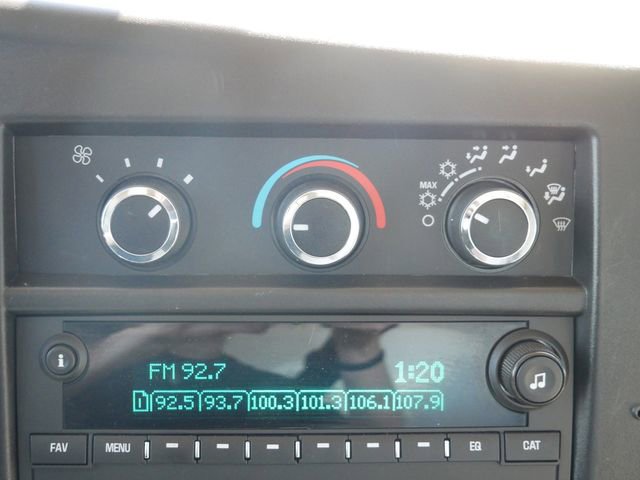 MAX
FM 92.7 1:20
1 92.5 93.7 100.3 101.3 106.1 107.9
FAV MENU EQ CAT